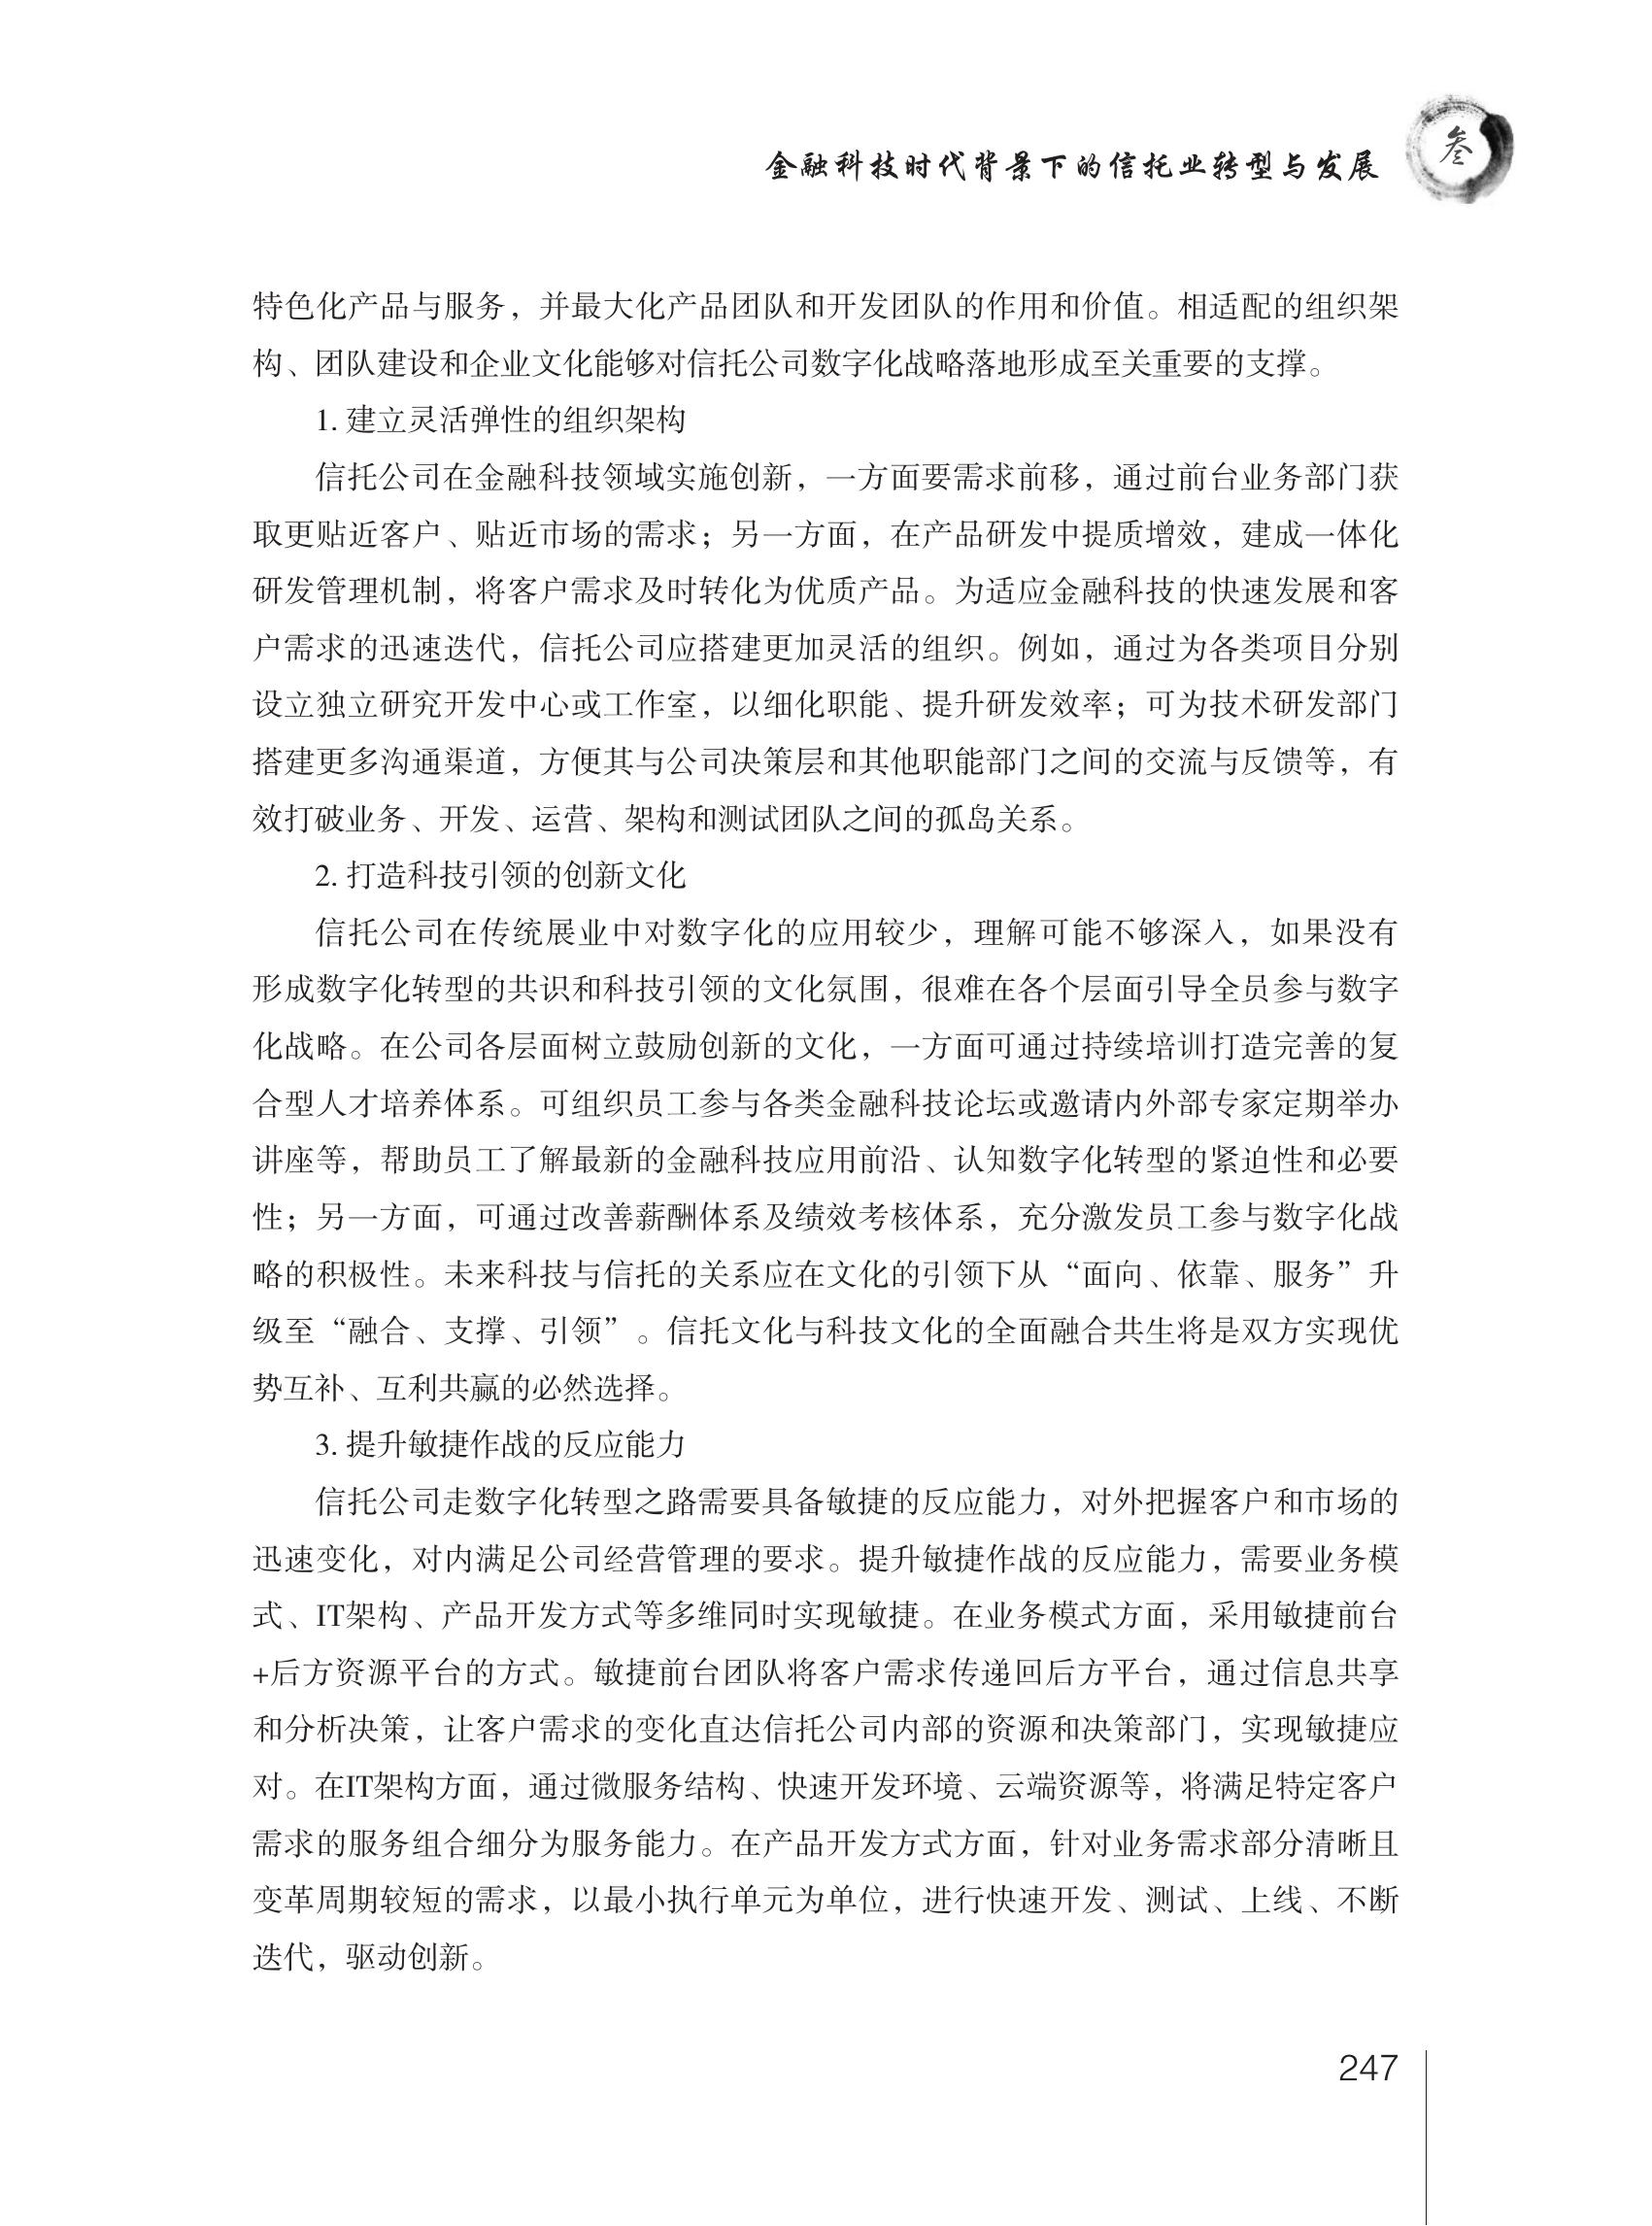 金融科技时代背景下的信托业转型与发展
叁
特色化产品与服务，并最大化产品团队和开发团队的作用和价值。相适配的组织架
构、团队建设和企业文化能够对信托公司数字化战略落地形成至关重要的支撑。
1. 建立灵活弹性的组织架构
信托公司在金融科技领域实施创新，一方面要需求前移，通过前台业务部门获
取更贴近客户、贴近市场的需求；另一方面，在产品研发中提质增效，建成一体化
研发管理机制，将客户需求及时转化为优质产品。为适应金融科技的快速发展和客
户需求的迅速迭代，信托公司应搭建更加灵活的组织。例如，通过为各类项目分别
设立独立研究开发中心或工作室，以细化职能、提升研发效率；可为技术研发部门
搭建更多沟通渠道，方便其与公司决策层和其他职能部门之间的交流与反馈等，有
效打破业务、开发、运营、架构和测试团队之间的孤岛关系。
2. 打造科技引领的创新文化
信托公司在传统展业中对数字化的应用较少，理解可能不够深入，如果没有
形成数字化转型的共识和科技引领的文化氛围，很难在各个层面引导全员参与数字
化战略。在公司各层面树立鼓励创新的文化，一方面可通过持续培训打造完善的复
合型人才培养体系。可组织员工参与各类金融科技论坛或邀请内外部专家定期举办
讲座等，帮助员工了解最新的金融科技应用前沿、认知数字化转型的紧迫性和必要
性；另一方面，可通过改善薪酬体系及绩效考核体系，充分激发员工参与数字化战
略的积极性。未来科技与信托的关系应在文化的引领下从“面向、依靠、服务”升
级至“融合、支撑、引领”。信托文化与科技文化的全面融合共生将是双方实现优
势互补、互利共赢的必然选择。
3. 提升敏捷作战的反应能力
信托公司走数字化转型之路需要具备敏捷的反应能力，对外把握客户和市场的
迅速变化，对内满足公司经营管理的要求。提升敏捷作战的反应能力，需要业务模
式、IT架构、产品开发方式等多维同时实现敏捷。在业务模式方面，采用敏捷前台
+后方资源平台的方式。敏捷前台团队将客户需求传递回后方平台，通过信息共享
和分析决策，让客户需求的变化直达信托公司内部的资源和决策部门，实现敏捷应
对。在IT架构方面，通过微服务结构、快速开发环境、云端资源等，将满足特定客户
需求的服务组合细分为服务能力。在产品开发方式方面，针对业务需求部分清晰且
变革周期较短的需求，以最小执行单元为单位，进行快速开发、测试、上线、不断
迭代，驱动创新。
247